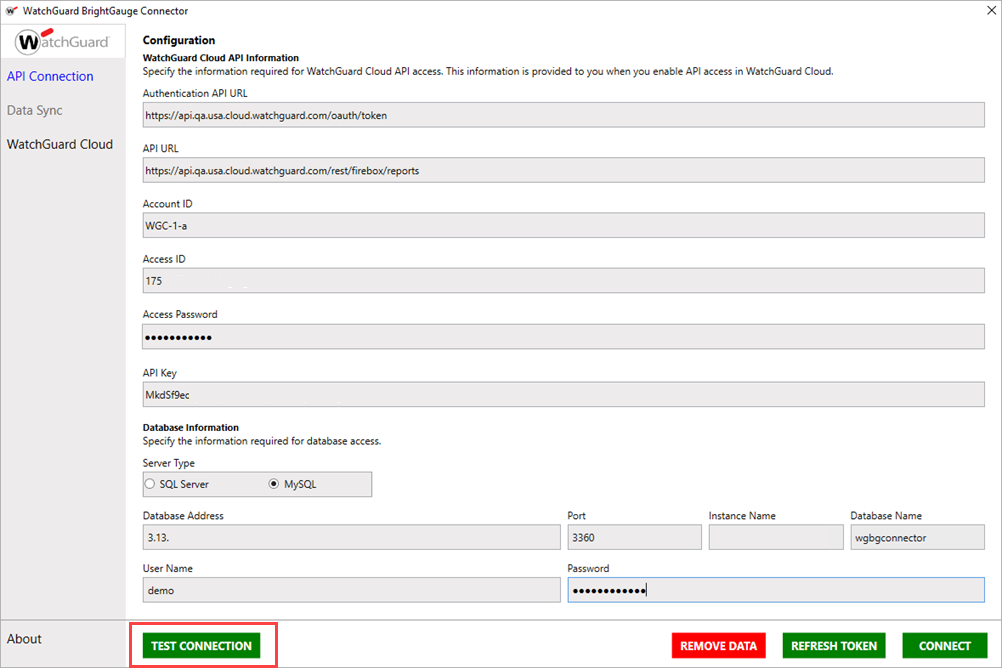 WatchGuard BrightGauge Connector
WatchGuard
API Connection
Data Sync
WatchGuard Cloud
Configuration
WatchGuard Cloud API Information
Specify the information required for WatchGuard Cloud API access. This information is provided to you when you enable API access in WatchGuard Cloud.
Authentication API URL
https://api.qa.usa.cloud.watchguard.com/oauth/token
API URL
https://api.qa.usa.cloud.watchguard.com/rest/firebox/reports
Account ID
WGC-1-a
Access ID
175
Access Password
●●●●●●●●●●●
API Key
MkdSf9ec
Database Information
Specify the information required for database access.
Server Type
SQL Server MySQL
Database Address Port Instance Name Database Name
3.13. 3360 wgbgconnector
User Name Password
demo ●●●●●●●●●●●●
About
TEST CONNECTION REMOVE DATA REFRESH TOKEN CONNECT